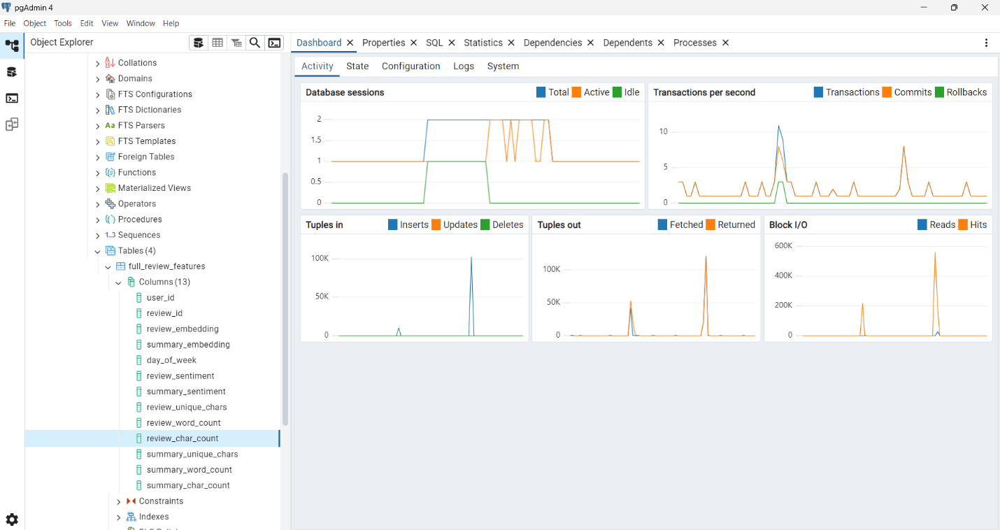 pgAdmin 4
File Object Tools Edit View Window Help
Object Explorer
Dashboard Properties SQL Statistics Dependencies Dependents Processes
Activity State Configuration Logs System
Collations
Domains
FTS Configurations
FTS Dictionaries
Aa FTS Parsers
FTS Templates
Foreign Tables
Functions
Materialized Views
Operators
Procedures
1..3 Sequences
Tables (4)
full_review_features
Columns (13)
user_id
review_id
review_embedding
summary_embedding
day_of_week
review_sentiment
summary_sentiment
review_unique_chars
review_word_count
review_char_count
summary_unique_chars
summary_word_count
summary_char_count
Constraints
Indexes
Database sessions Total Active Idle
2
1.5
1
0.5
0
Transactions per second Transactions Commits Rollbacks
10
5
0
Tuples in Inserts Updates Deletes
100K
50K
0
Tuples out Fetched Returned
100K
50K
0
Block I/O Reads Hits
600K
400K
200K
0